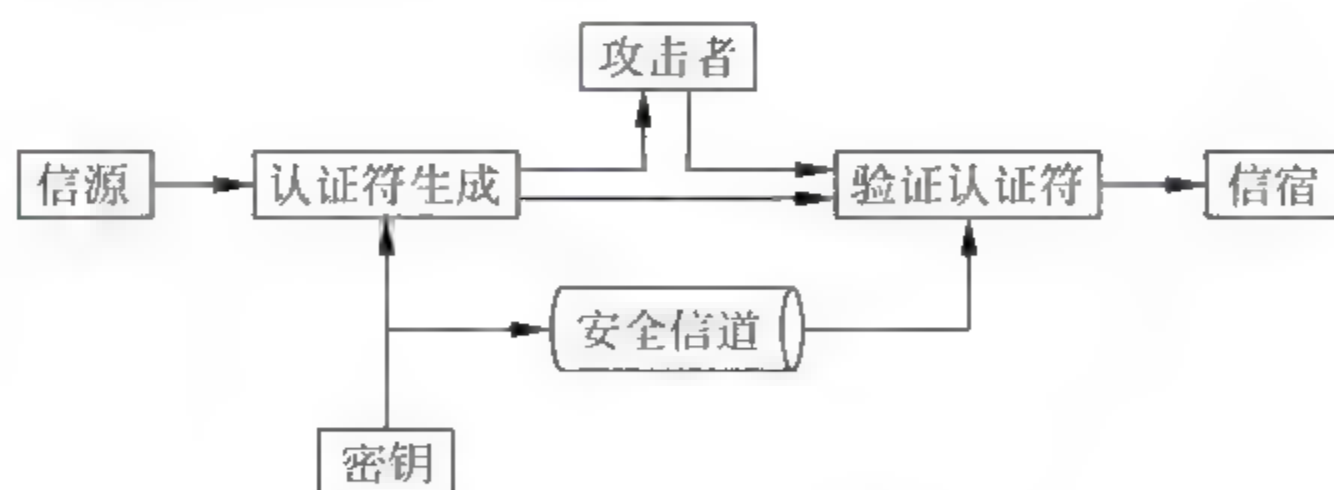 攻击者
信源
认证符生成
验证认证符
信宿
安全信道
密钥